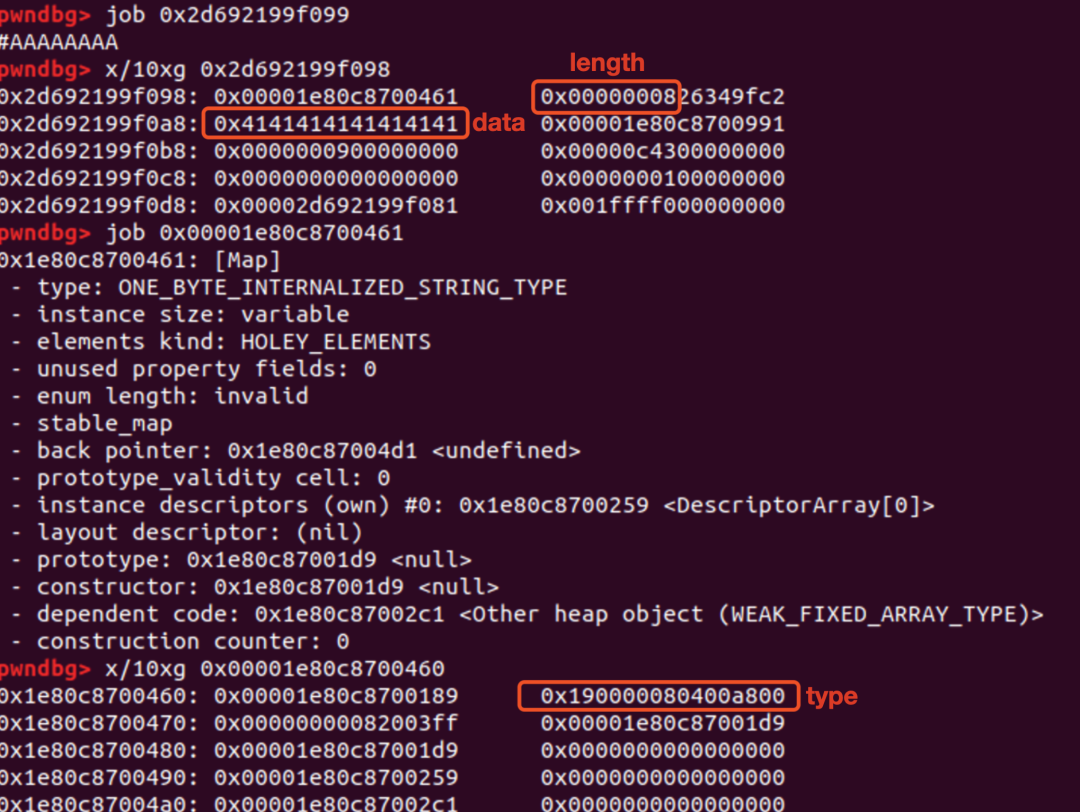 pwndbg> job 0x2d692199f099
#AAAAAAAA
pwndbg> x/10xg 0x2d692199f098
length
0x2d692199f098: 0x00001e80c8700461 0x0000000826349fc2
0x2d692199f0a8: 0x4141414141414141 data 0x00001e80c8700991
0x2d692199f0b8: 0x0000000900000000 0x00000c4300000000
0x2d692199f0c8: 0x0000000000000000 0x0000000100000000
0x2d692199f0d8: 0x00002d692199f081 0x001ffff000000000
pwndbg> job 0x00001e80c8700461
0x1e80c8700461: [Map]
- type: ONE_BYTE_INTERNALIZED_STRING_TYPE
- instance size: variable
- elements kind: HOLEY_ELEMENTS
- unused property fields: 0
- enum length: invalid
- stable_map
- back pointer: 0x1e80c87004d1 <undefined>
- prototype_validity cell: 0
- instance descriptors (own) #0: 0x1e80c8700259 <DescriptorArray[0]>
- layout descriptor: (nil)
- prototype: 0x1e80c87001d9 <null>
- constructor: 0x1e80c87001d9 <null>
- dependent code: 0x1e80c87002c1 <Other heap object (WEAK_FIXED_ARRAY_TYPE)>
- construction counter: 0
pwndbg> x/10xg 0x00001e80c8700460
0x1e80c8700460: 0x00001e80c8700189 0x190000080400a800 type
0x1e80c8700470: 0x00000000082003ff 0x00001e80c87001d9
0x1e80c8700480: 0x00001e80c87001d9 0x0000000000000000
0x1e80c8700490: 0x00001e80c8700259 0x0000000000000000
0x1e80c87004a0: 0x00001e80c87002c1 0x0000000000000000